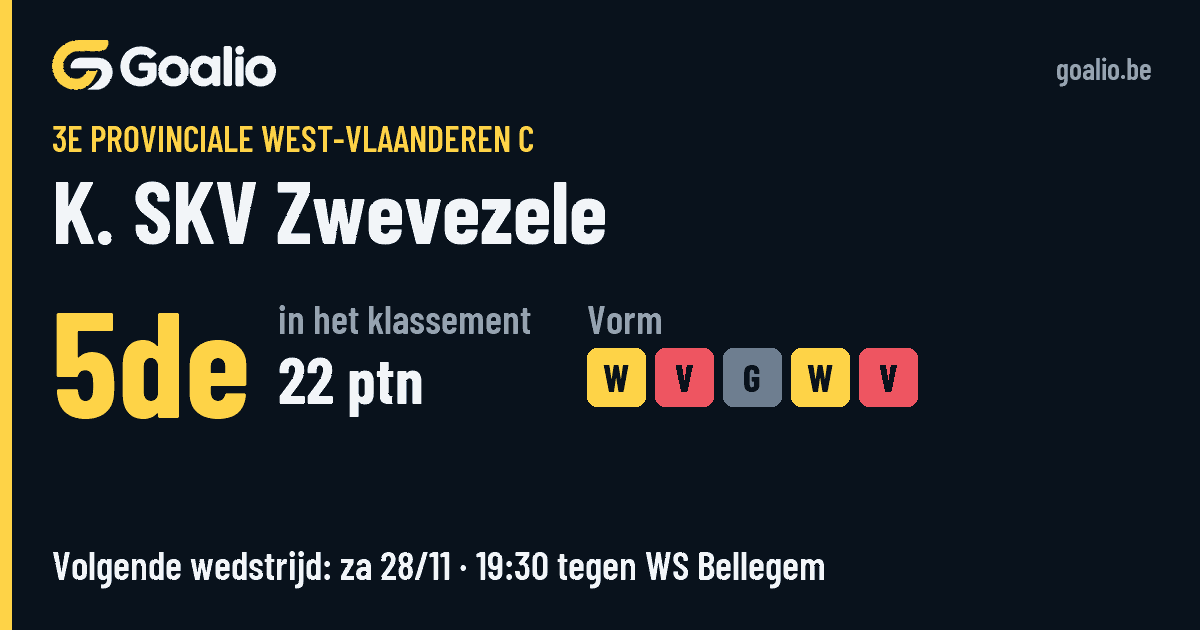 Goalio
goalio.be
3E PROVINCIALE WEST-VLAANDEREN C
K. SKV Zwevezele
5de
in het klassement
22 ptn
Vorm
W V G W V
Volgende wedstrijd: za 28/11 · 19:30 tegen WS Bellegem